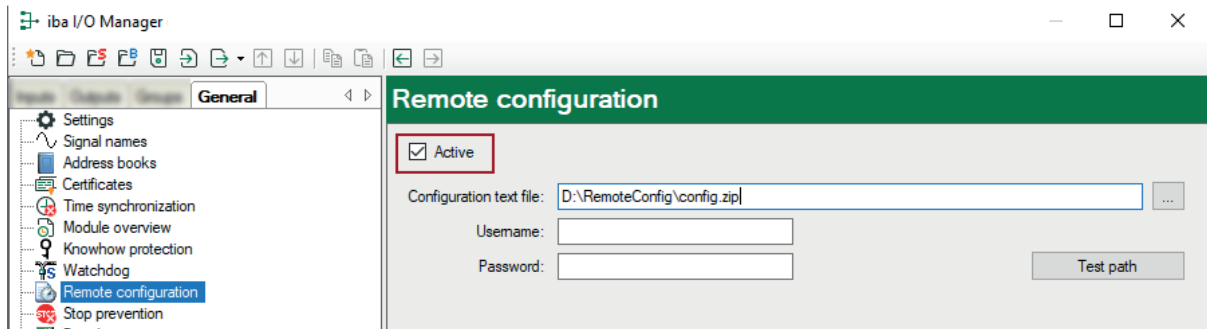 iba I/O Manager
General
Remote configuration
Settings
Signal names
Active
Address books
Certificates
Configuration text file: D:\RemoteConfig\config.zip ...
Time synchronization
Module overview
Username:
Knowhow protection
Watchdog
Password: Test path
Remote configuration
Stop prevention